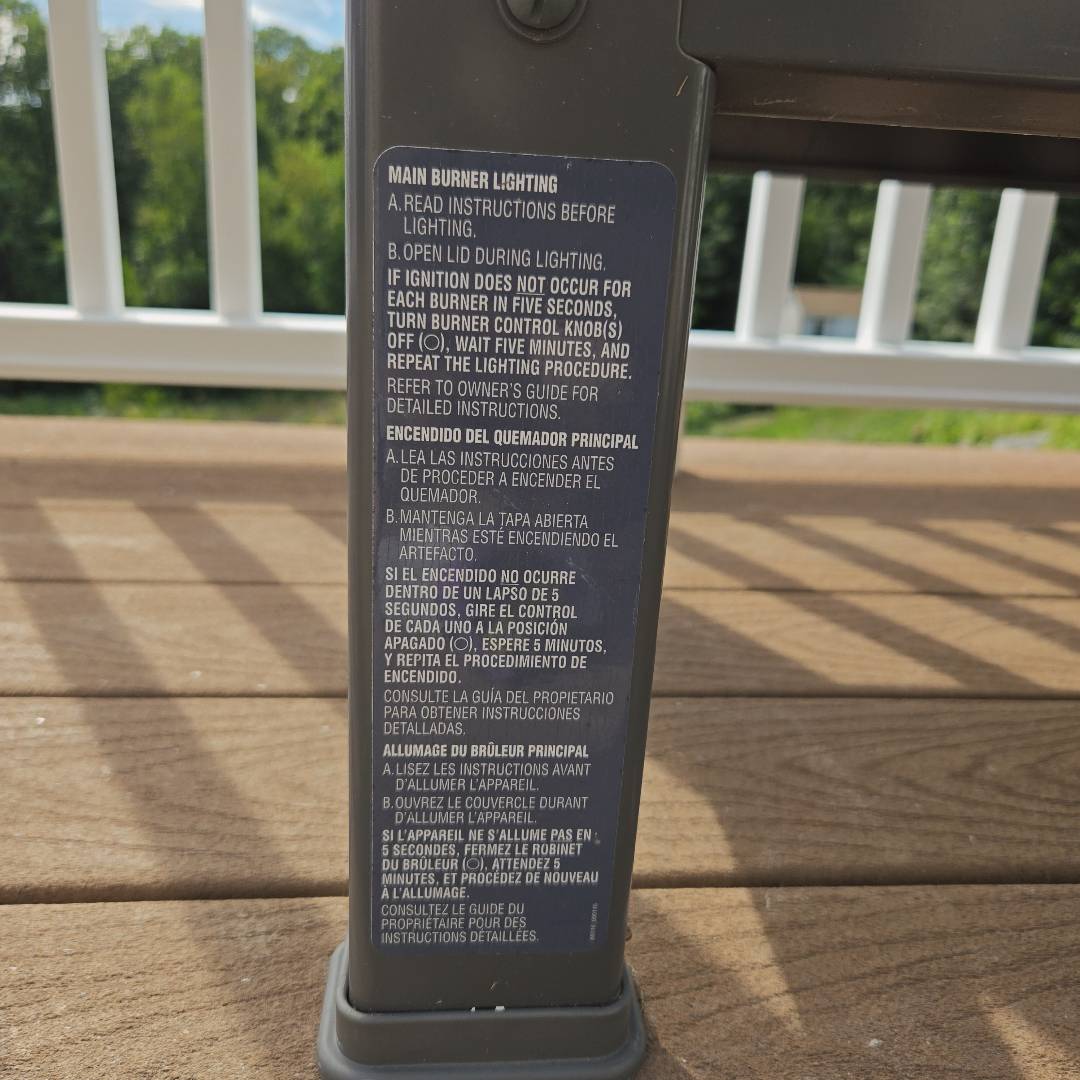 MAIN BURNER LIGHTING
A. READ INSTRUCTIONS BEFORE
LIGHTING.
B. OPEN LID DURING LIGHTING.
IF IGNITION DOES NOT OCCUR FOR
EACH BURNER IN FIVE SECONDS,
TURN BURNER CONTROL KNOB(S)
OFF (O), WAIT FIVE MINUTES, AND
REPEAT THE LIGHTING PROCEDURE.
REFER TO OWNER'S GUIDE FOR
DETAILED INSTRUCTIONS.
ENCENDIDO DEL QUEMADOR PRINCIPAL
A. LEA LAS INSTRUCCIONES ANTES
DE PROCEDER A ENCENDER EL
QUEMADOR.
B. MANTENGA LA TAPA ABIERTA
MIENTRAS ESTÉ ENCENDIENDO EL
ARTEFACTO.
SI EL ENCENDIDO NO OCURRE
DENTRO DE UN LAPSO DE 5
SEGUNDOS, GIRE EL CONTROL
DE CADA UNO A LA POSICIÓN
APAGADO (O), ESPERE 5 MINUTOS,
Y REPITA EL PROCEDIMIENTO DE
ENCENDIDO.
CONSULTE LA GUÍA DEL PROPIETARIO
PARA OBTENER INSTRUCCIONES
DETALLADAS.
ALLUMAGE DU BRÛLEUR PRINCIPAL
A. LISEZ LES INSTRUCTIONS AVANT
D'ALLUMER L'APPAREIL.
B. OUVREZ LE COUVERCLE DURANT
D'ALLUMER L'APPAREIL.
SI L'APPAREIL NE S'ALLUME PAS EN
5 SECONDES, FERMEZ LE ROBINET
DU BRÛLEUR (O), ATTENDEZ 5
MINUTES, ET PROCÉDEZ DE NOUVEAU
À L'ALLUMAGE.
CONSULTEZ LE GUIDE DU
PROPRIÉTAIRE POUR DES
INSTRUCTIONS DÉTAILLÉES.